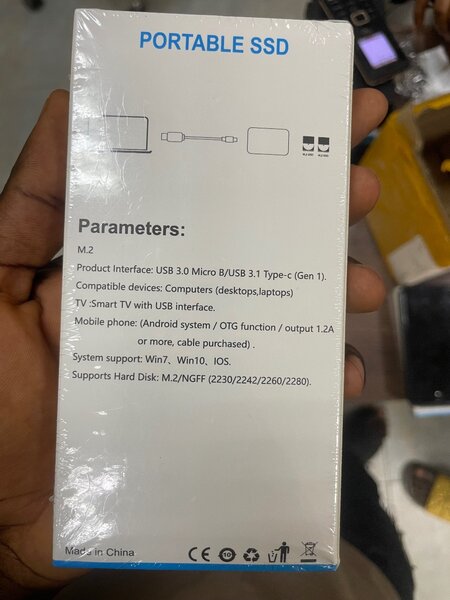 PORTABLE SSD
Parameters:
M.2
Product Interface: USB 3.0 Micro B/USB 3.1 Type-c (Gen 1).
Compatible devices: Computers (desktops,laptops)
TV :Smart TV with USB interface.
Mobile phone: (Android system / OTG function / output 1.2A
or more, cable purchased) .
System support: Win7、Win10、IOS.
Supports Hard Disk: M.2/NGFF (2230/2242/2260/2280).
Made in China
CE